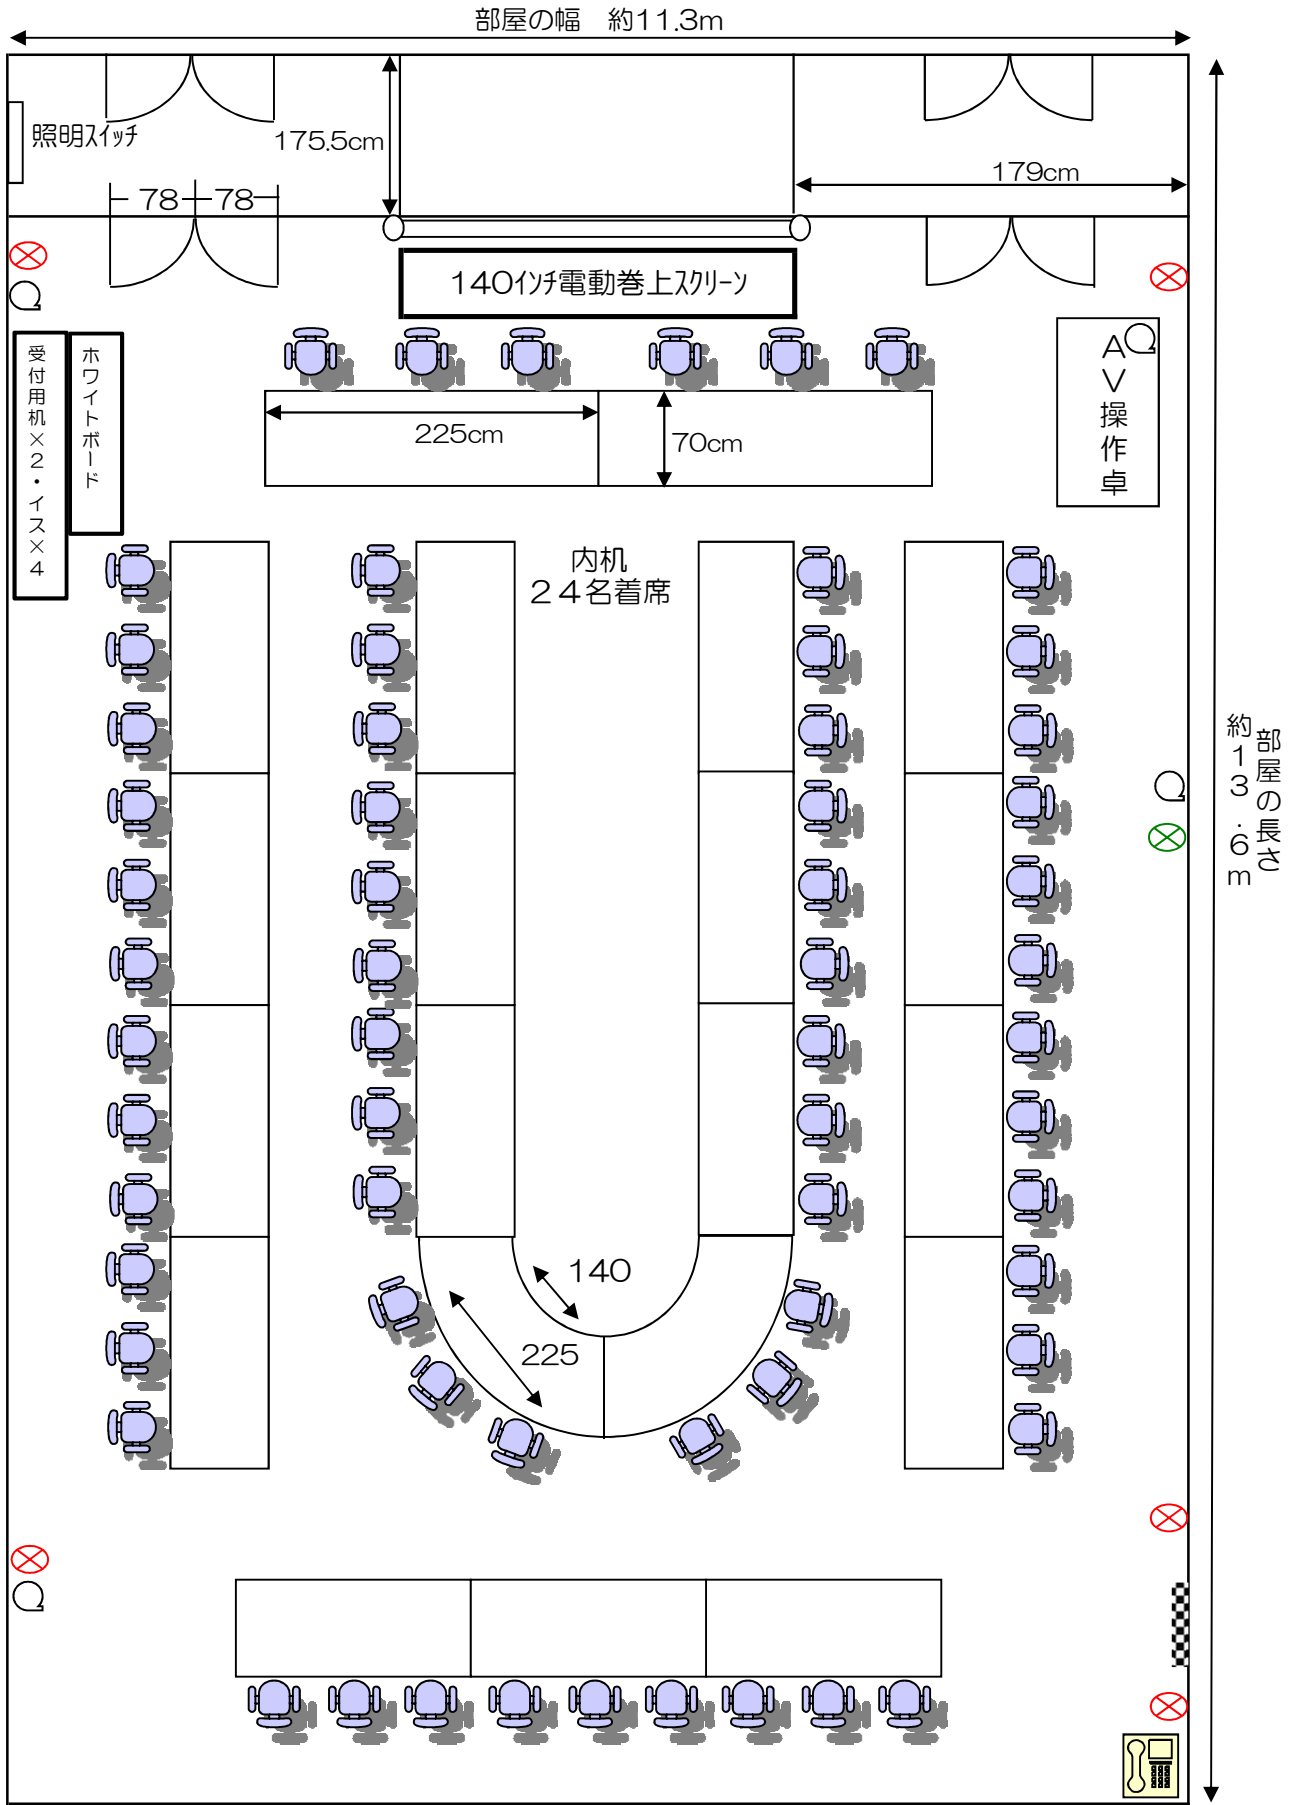 部屋の幅　約11.3m
照明スイッチ
175.5cm
179cm
78
78
140インチ電動巻上スクリーン
受付用机×２・イス×４
ホワイトボード
AV操作卓
225cm
70cm
内机
２４名着席
部屋の長さ
約１３.６ｍ
140
225